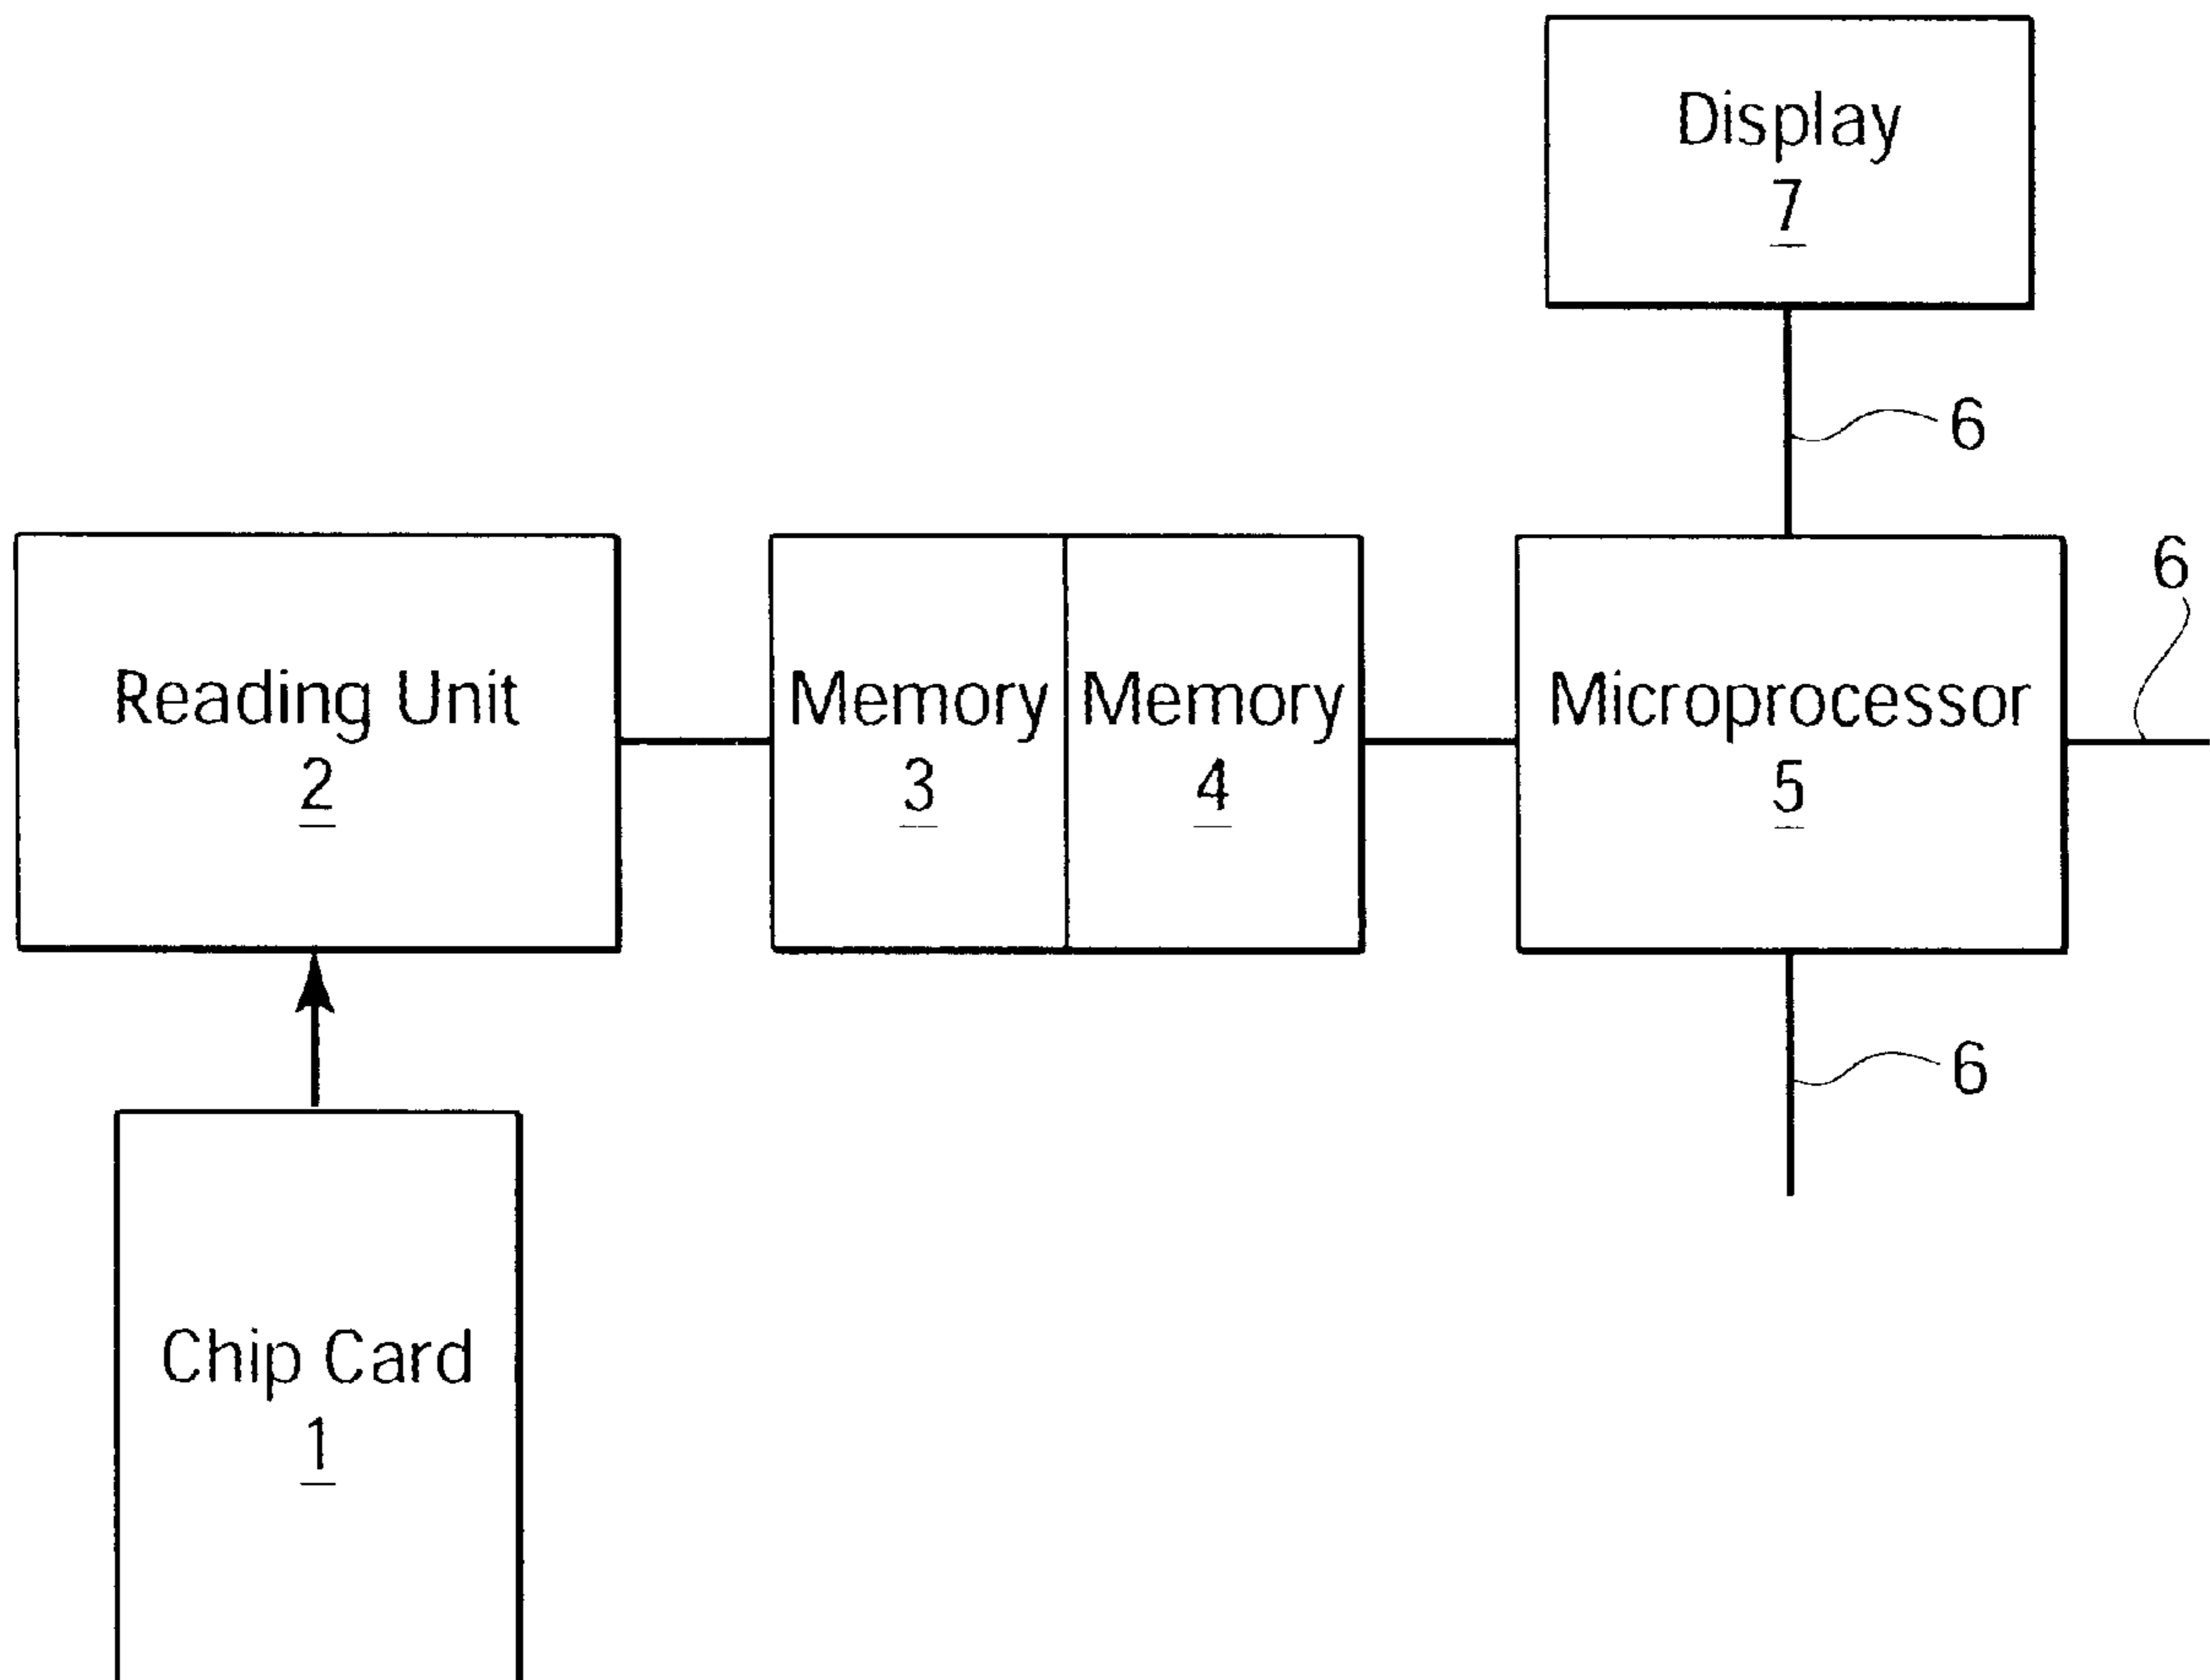 Display
7
6
6
Reading Unit
2
Memory
3
Memory
4
Microprocessor
5
6
Chip Card
1